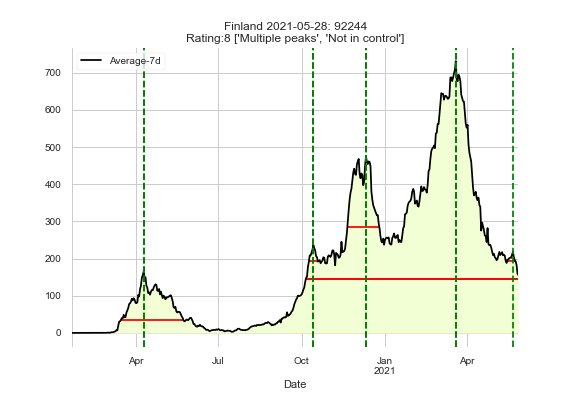 Finland 2021-05-28: 92244
Rating:8 ['Multiple peaks', 'Not in control']
Average-7d
700
600
500
400
300
200
100
0
Apr
Jul
Oct
Jan
2021
Apr
Date